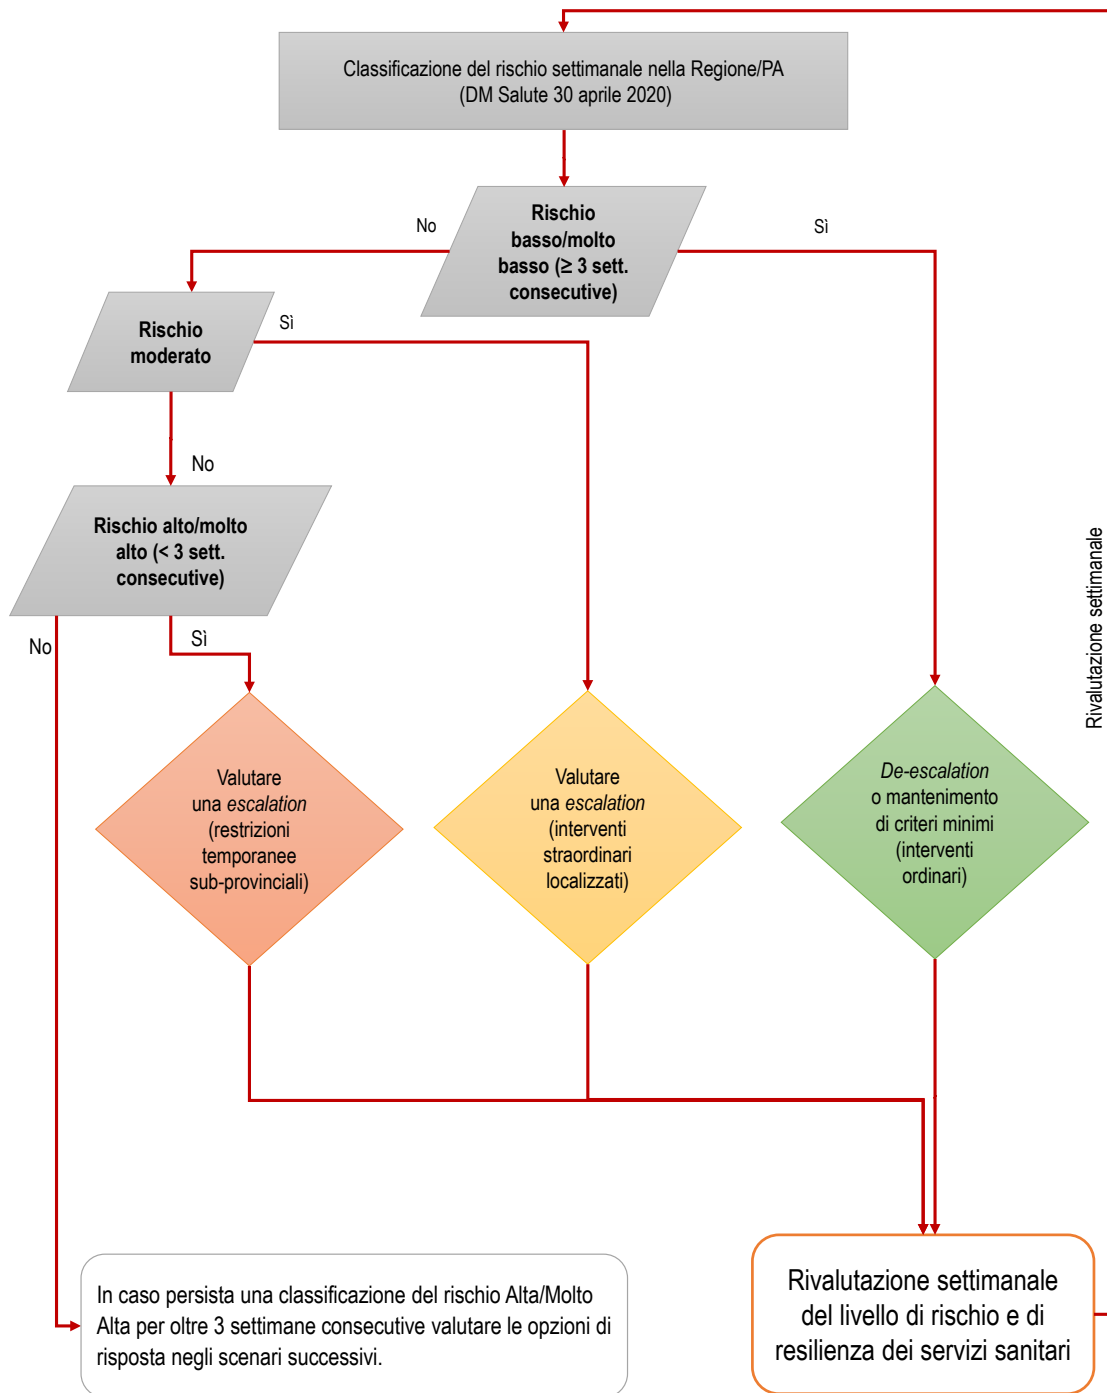 Classificazione del rischio settimanale nella Regione/PA
(DM Salute 30 aprile 2020)
Rischio
basso/molto
basso (≥ 3 sett.
consecutive)
No
Sì
Rischio
moderato
Sì
No
Rischio alto/molto
alto (< 3 sett.
consecutive)
No
Sì
Rivalutazione settimanale
Valutare
una escalation
(restrizioni
temporanee
sub-provinciali)
Valutare
una escalation
(interventi
straordinari
localizzati)
De-escalation
o mantenimento
di criteri minimi
(interventi
ordinari)
In caso persista una classificazione del rischio Alta/Molto
Alta per oltre 3 settimane consecutive valutare le opzioni di
risposta negli scenari successivi.
Rivalutazione settimanale
del livello di rischio e di
resilienza dei servizi sanitari